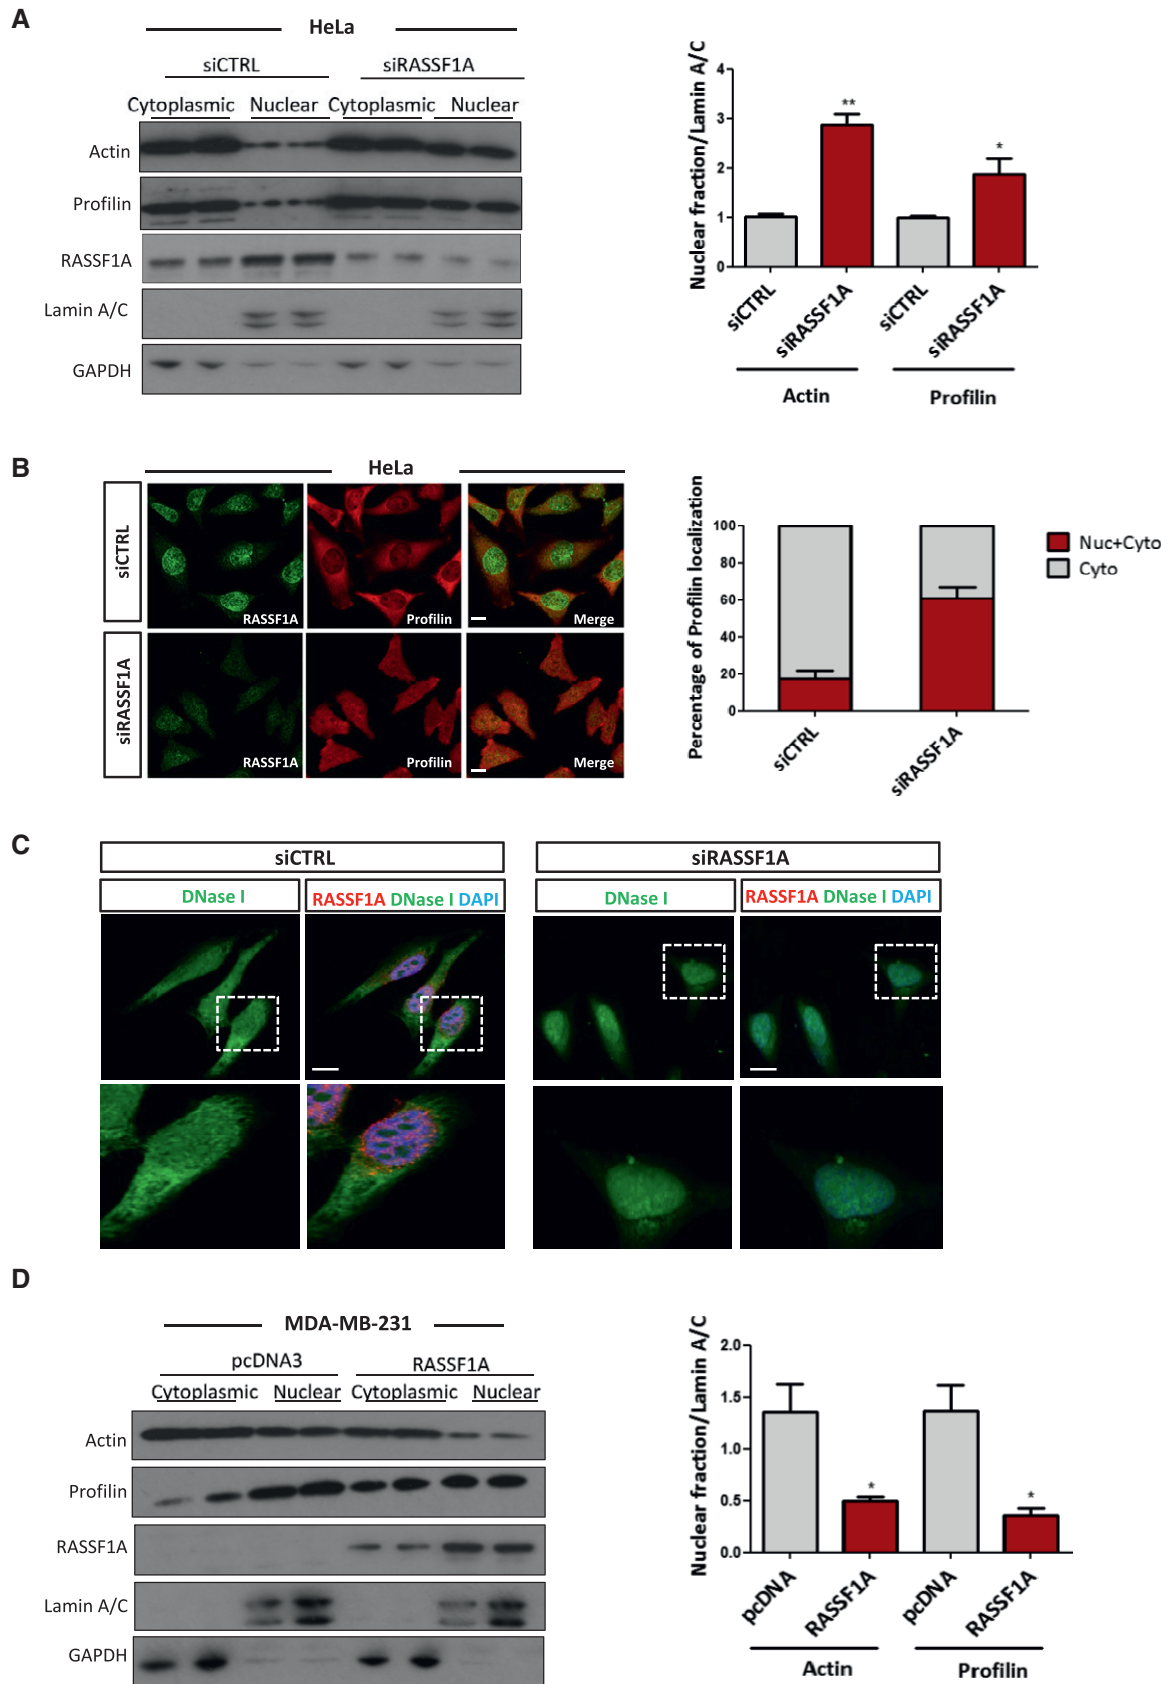 A
HeLa
siCTRL siRASSF1A
Cytoplasmic Nuclear Cytoplasmic Nuclear
Actin
Profilin
RASSF1A
Lamin A/C
GAPDH
Nuclear fraction/Lamin A/C
4
3
2
1
0
** *
siCTRL siRASSF1A siCTRL siRASSF1A
Actin Profilin
B
HeLa
siCTRL
RASSF1A Profilin Merge
siRASSF1A
RASSF1A Profilin Merge
Percentage of Profilin localization
100
80
60
40
20
0
siCTRL siRASSF1A
Nuc+Cyto
Cyto
C
siCTRL siRASSF1A
DNase I RASSF1A DNase I DAPI DNase I RASSF1A DNase I DAPI
D
MDA-MB-231
pcDNA3 RASSF1A
Cytoplasmic Nuclear Cytoplasmic Nuclear
Actin
Profilin
RASSF1A
Lamin A/C
GAPDH
Nuclear fraction/Lamin A/C
2.0
1.5
1.0
0.5
0.0
* *
pcDNA RASSF1A pcDNA RASSF1A
Actin Profilin